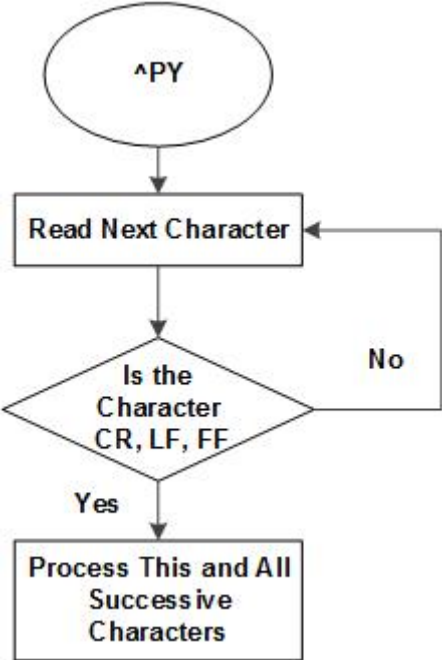 ^PY
Read Next Character
Is the
Character
CR, LF, FF
No
Yes
Process This and All
Successive
Characters